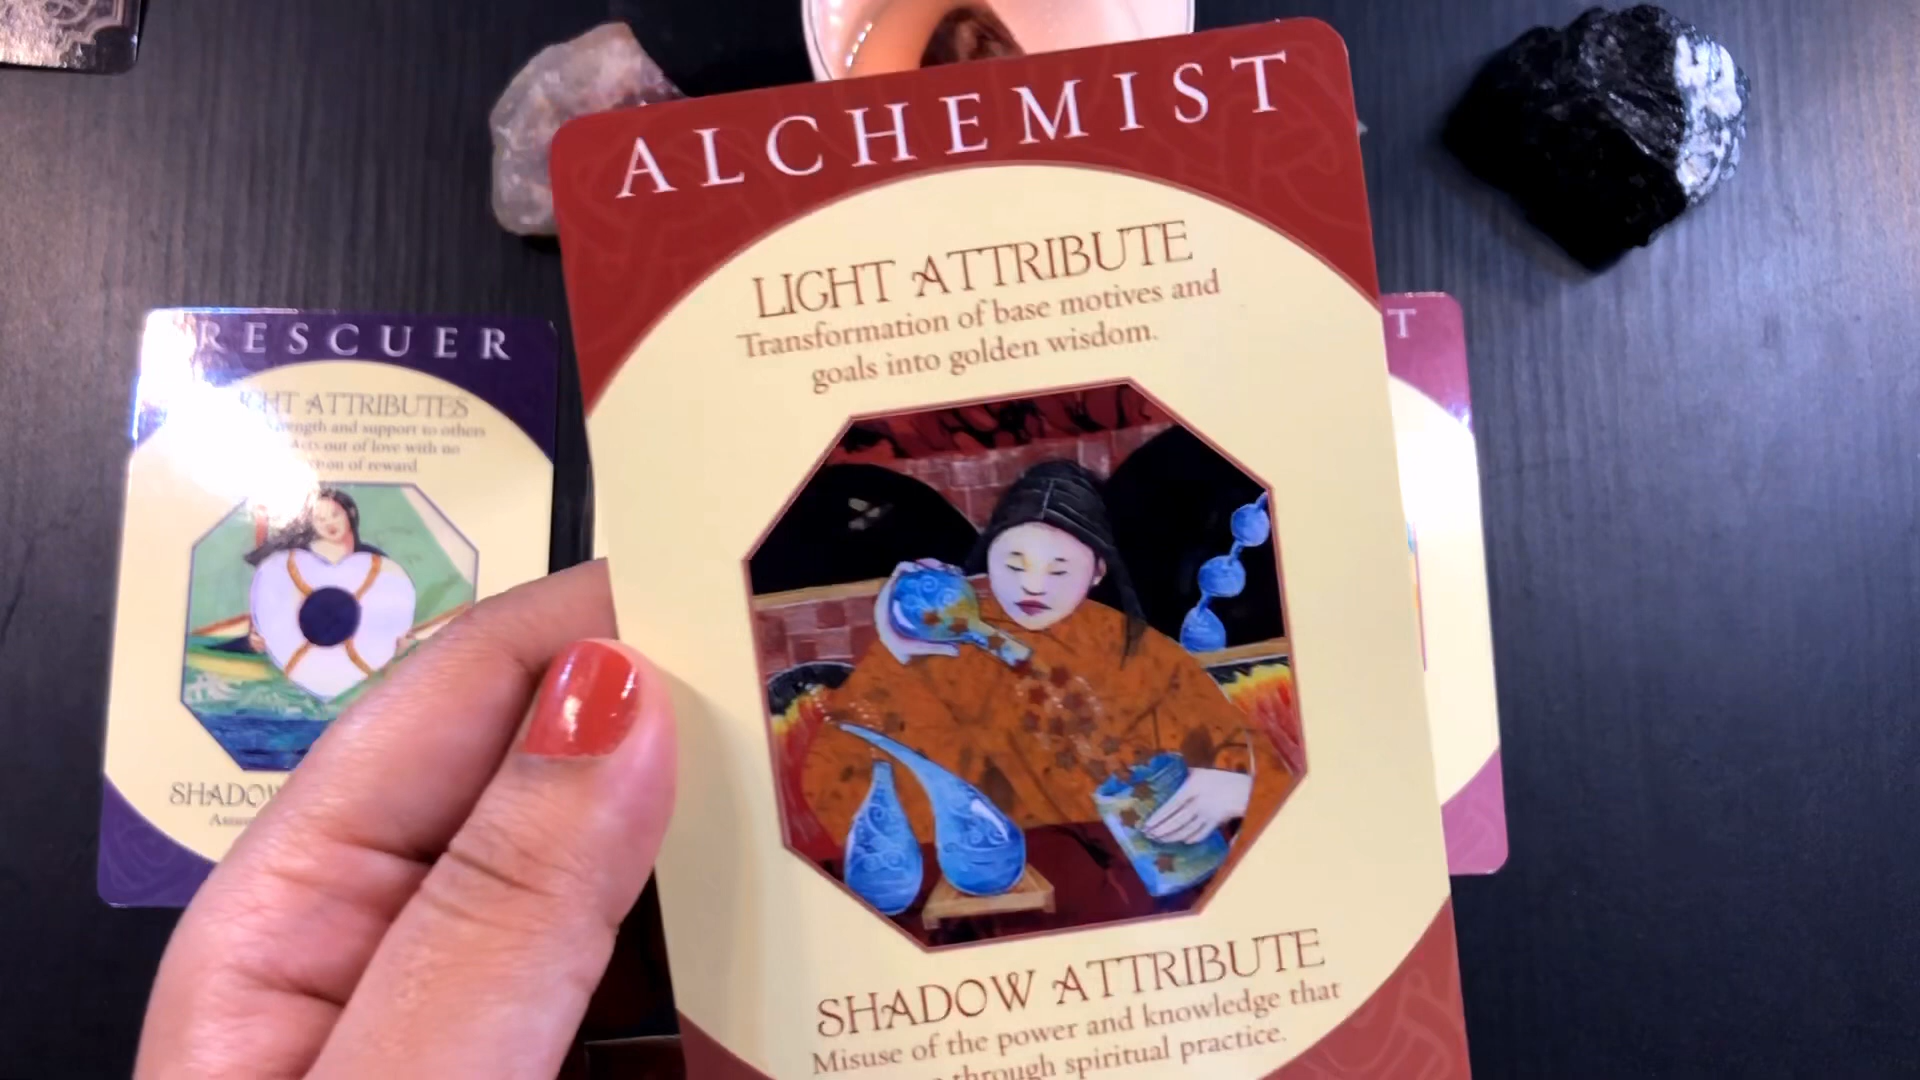 ALCHEMIST
LIGHT ATTRIBUTE
Transformation of base motives and
goals into golden wisdom.
SHADOW ATTRIBUTE
Misuse of the power and knowledge that
through spiritual practice.
RESCUER
ATTRIBUTES
and support to others
Acts out of love with no
of reward
T